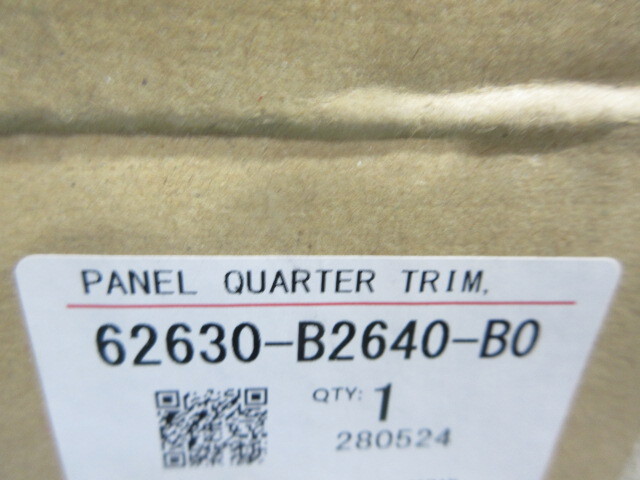 PANEL QUARTER TRIM,
62630-B2640-B0
QTY: 1
280524